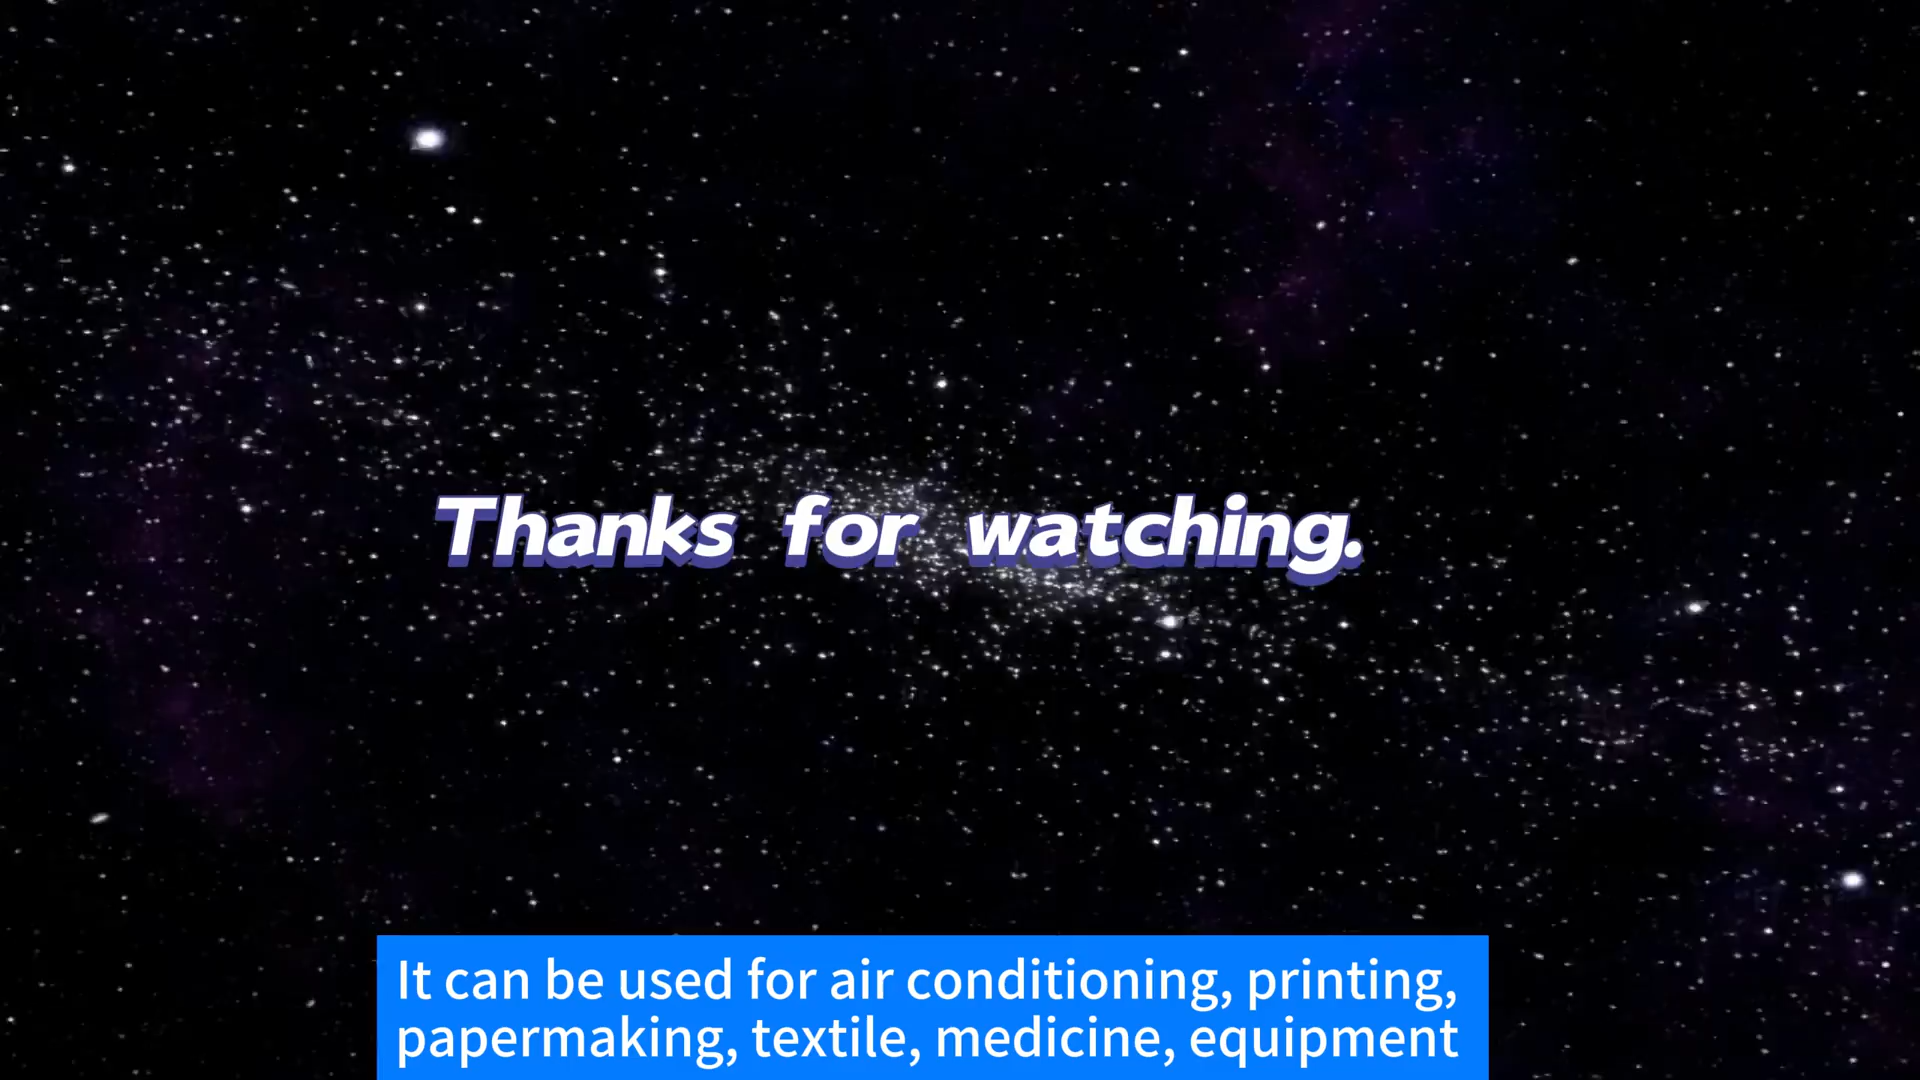 Thanks for watching.
It can be used for air conditioning, printing,
papermaking, textile, medicine, equipment